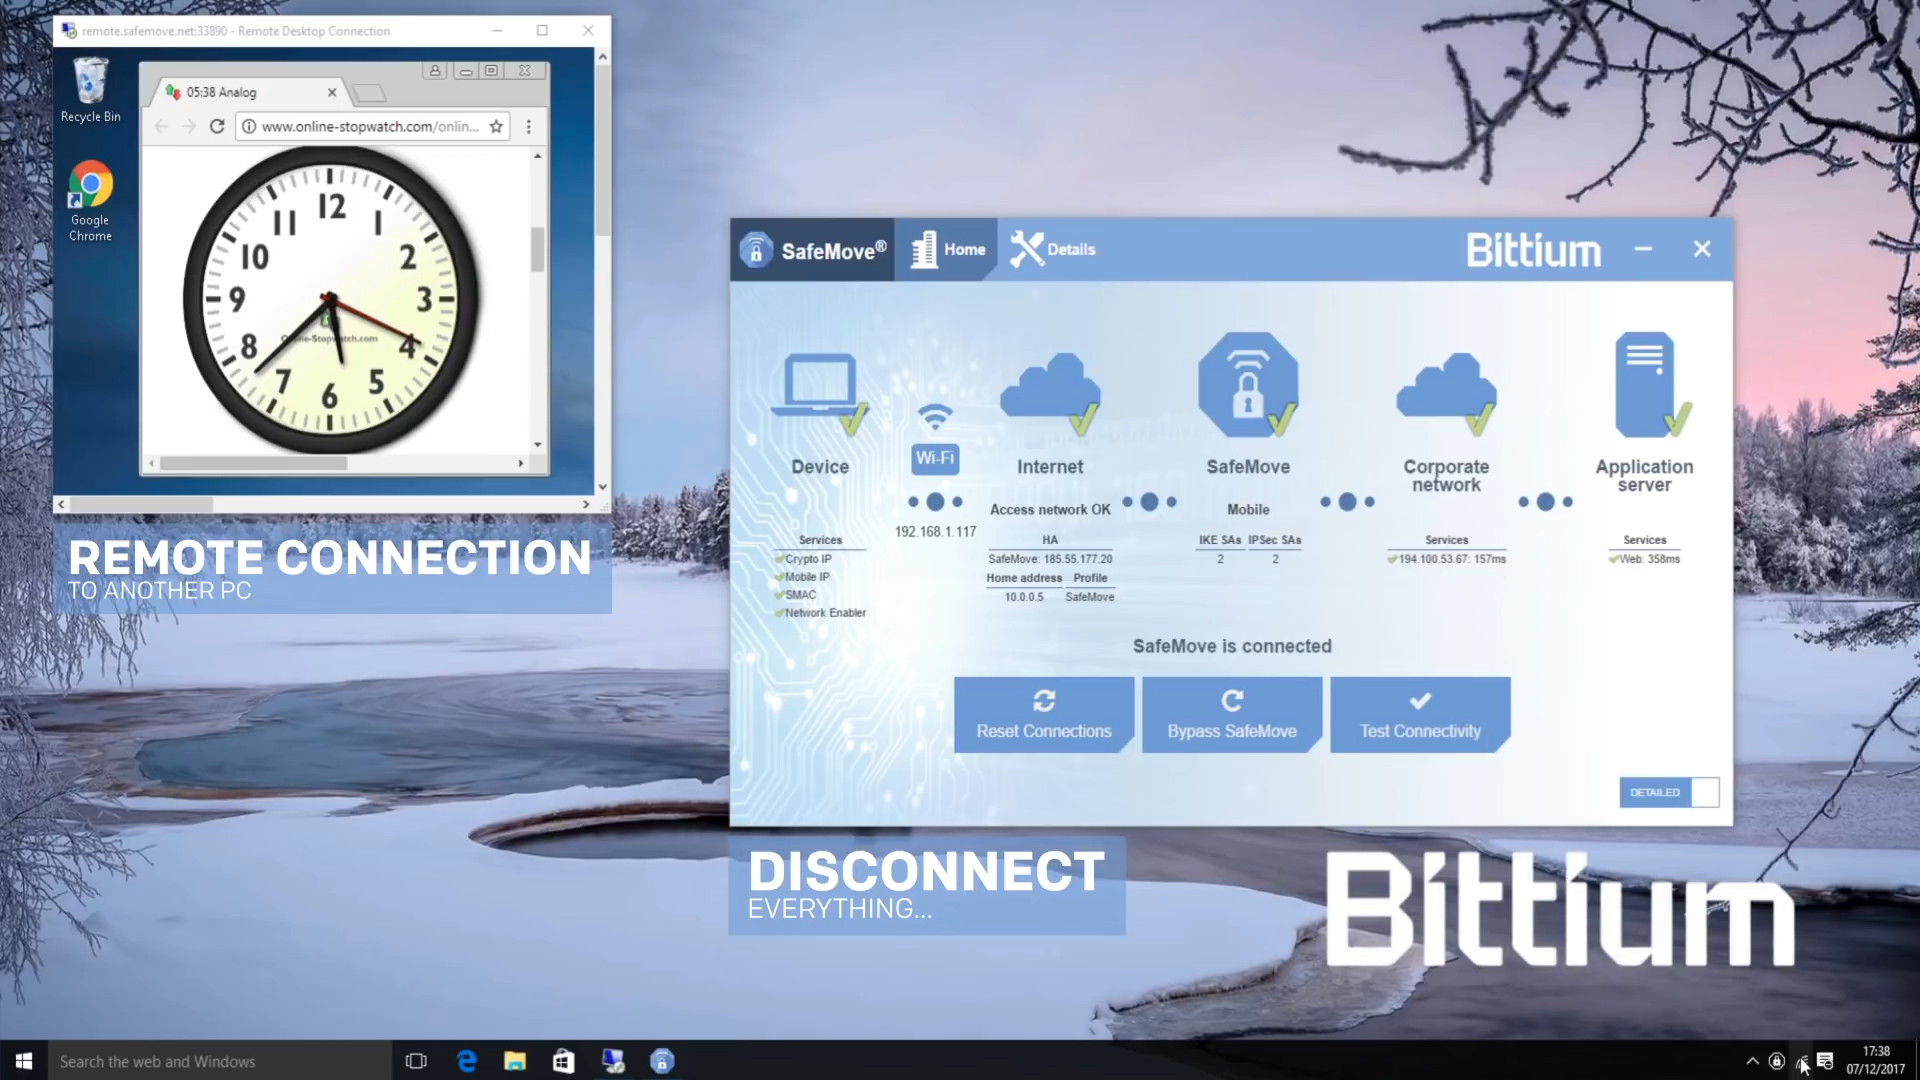 remote.safemove.net:33890 - Remote Desktop Connection
Recycle Bin
Google
Chrome
05:38 Analog
www.online-stopwatch.com/onlin...
12
11 1
10 2
9 3
8 4
7 5
6
REMOTE CONNECTION
TO ANOTHER PC
SafeMove®
Home
Details
Bittium
Device
Wi-Fi
Internet
SafeMove
Corporate
network
Application
server
192.168.1.117
Access network OK
Mobile
Services
Crypto IP
Mobile IP
SMAC
Network Enabler
HA
SafeMove: 185.55.177.20
Home address Profile
10.0.0.5 SafeMove
IKE SAs IPSec SAs
2 2
Services
194.100.53.67: 157ms
Services
Web: 358ms
SafeMove is connected
Reset Connections
Bypass SafeMove
Test Connectivity
DETAILED
DISCONNECT
EVERYTHING...
Bittium
Search the web and Windows
17:38
07/12/2017